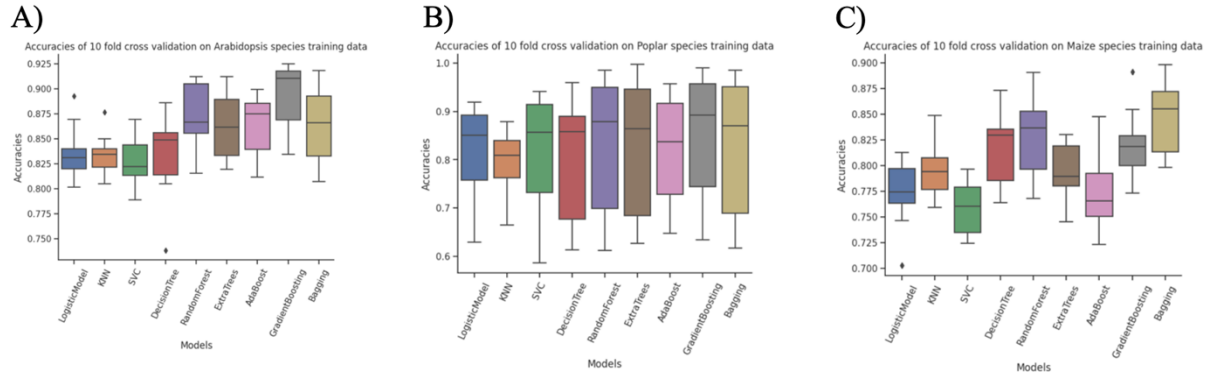 A)
Accuracies of 10 fold cross validation on Arabidopsis species training data
Accuracies
0.925
0.900
0.875
0.850
0.825
0.800
0.775
0.750
LogisticModel
KNN
SVC
DecisionTree
RandomForest
ExtraTrees
AdaBoost
GradientBoosting
Bagging
Models
B)
Accuracies of 10 fold cross validation on Poplar species training data
Accuracies
1.0
0.9
0.8
0.7
0.6
LogisticModel
KNN
SVC
DecisionTree
RandomForest
ExtraTrees
AdaBoost
GradientBoosting
Bagging
Models
C)
Accuracies of 10 fold cross validation on Maize species training data
Accuracies
0.900
0.875
0.850
0.825
0.800
0.775
0.750
0.725
0.700
LogisticModel
KNN
SVC
DecisionTree
RandomForest
ExtraTrees
AdaBoost
GradientBoosting
Bagging
Models